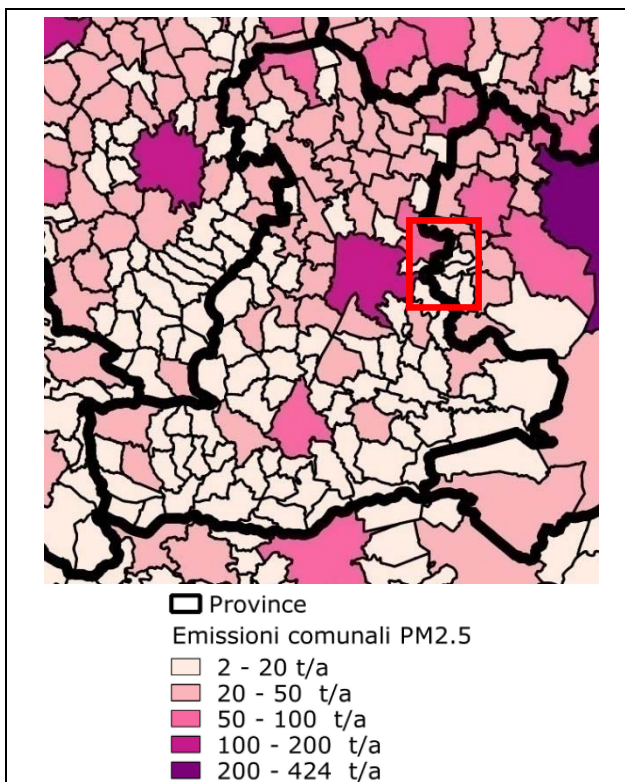 Province
Emissioni comunali PM2.5
2 - 20 t/a
20 - 50 t/a
50 - 100 t/a
100 - 200 t/a
200 - 424 t/a